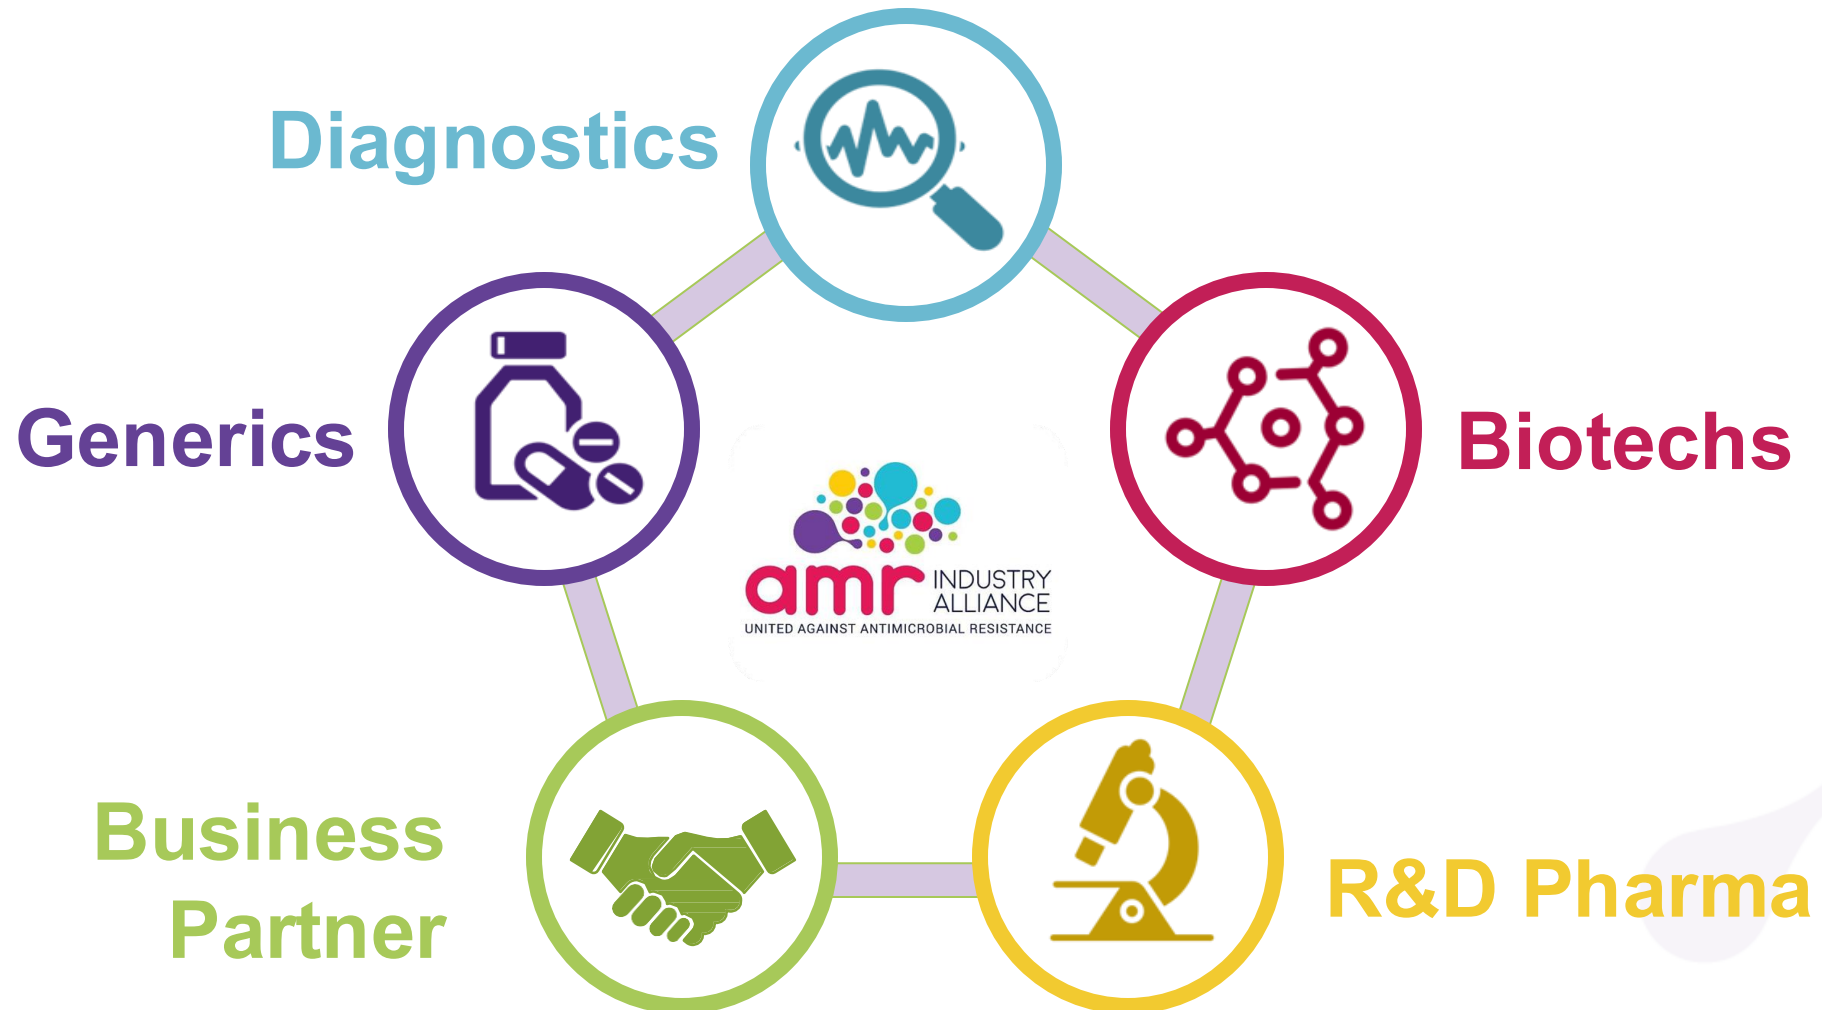 Diagnostics
Generics
Biotechs
amr INDUSTRY
ALLIANCE
UNITED AGAINST ANTIMICROBIAL RESISTANCE
Business
Partner
R&D Pharma